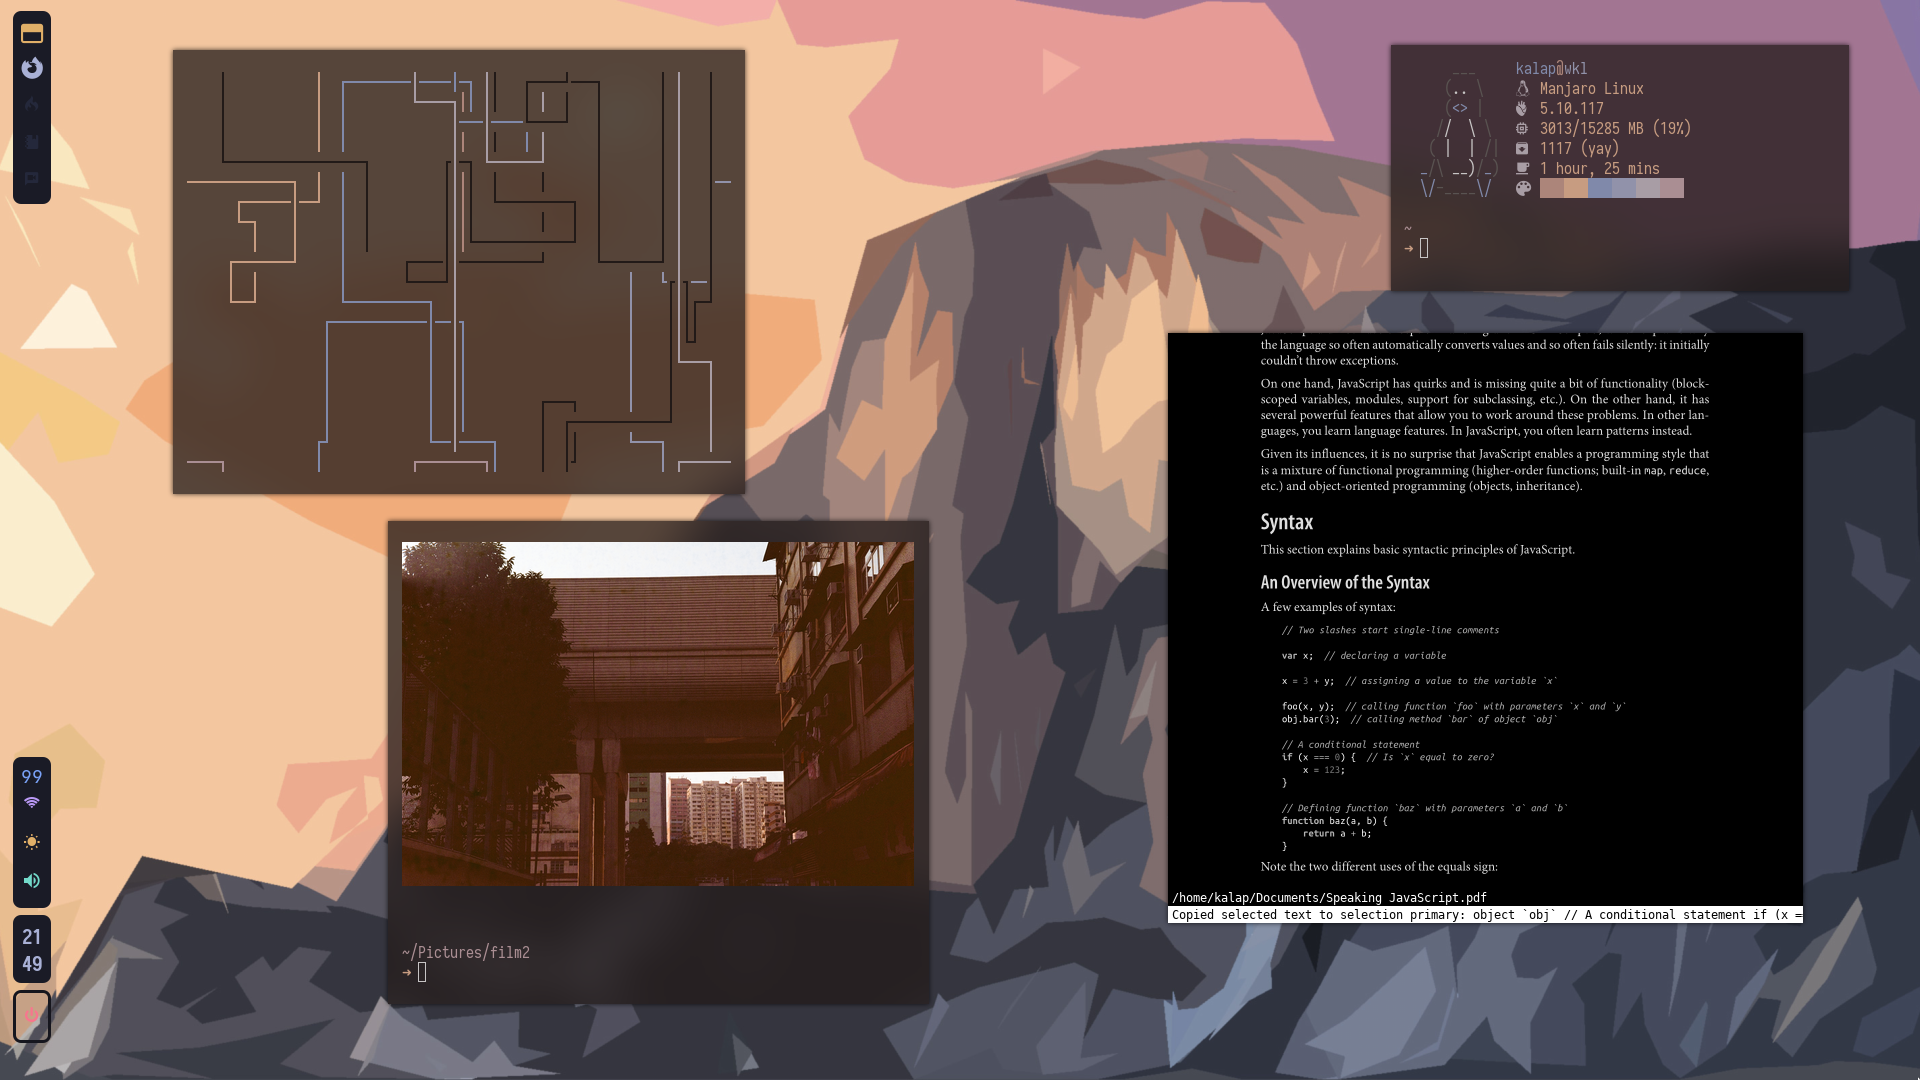 99
21
49
kalap@wkl
Manjaro Linux
5.10.117
3013/15285 MB (19%)
1117 (yay)
1 hour, 25 mins
~
➜
the language so often automatically converts values and so often fails silently: it initially
couldn't throw exceptions.
On one hand, JavaScript has quirks and is missing quite a bit of functionality (block-
scoped variables, modules, support for subclassing, etc.). On the other hand, it has
several powerful features that allow you to work around these problems. In other lan-
guages, you learn language features. In JavaScript, you often learn patterns instead.
Given its influences, it is no surprise that JavaScript enables a programming style that
is a mixture of functional programming (higher-order functions; built-in map, reduce,
etc.) and object-oriented programming (objects, inheritance).
Syntax
This section explains basic syntactic principles of JavaScript.
An Overview of the Syntax
A few examples of syntax:
// Two slashes start single-line comments
var x;  // declaring a variable
x = 3 + y;  // assigning a value to the variable `x`
foo(x, y);  // calling function `foo` with parameters `x` and `y`
obj.bar(3);  // calling method `bar` of object `obj`
// A conditional statement
if (x === 0) {  // Is `x` equal to zero?
    x = 123;
}
// Defining function `baz` with parameters `a` and `b`
function baz(a, b) {
    return a + b;
}
Note the two different uses of the equals sign:
/home/kalap/Documents/Speaking JavaScript.pdf
Copied selected text to selection primary: object `obj` // A conditional statement if (x =
~/Pictures/film2
➜